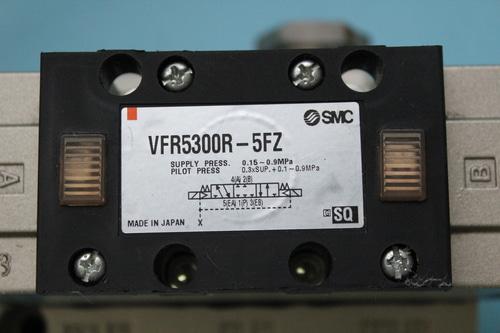 SMC
VFR5300R-5FZ
SUPPLY PRESS. 0.15~0.9MPa
PILOT PRESS 0.3xSUP.+0.1~0.9MPa
4(A) 2(B)
5(EA) 1(P) 3(EB)
X
MADE IN JAPAN
SQ
A
B